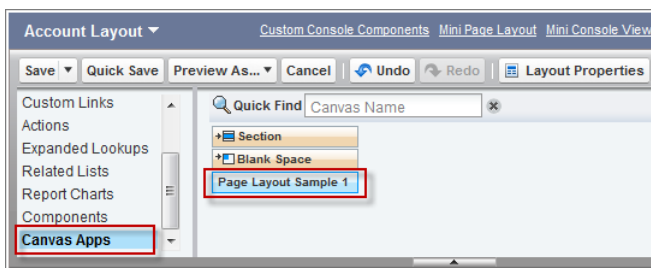 Account Layout Custom Console Components Mini Page Layout Mini Console View
Save Quick Save Preview As... Cancel Undo Redo Layout Properties
Custom Links
Actions
Expanded Lookups
Related Lists
Report Charts
Components
Canvas Apps
Quick Find Canvas Name
Section
Blank Space
Page Layout Sample 1